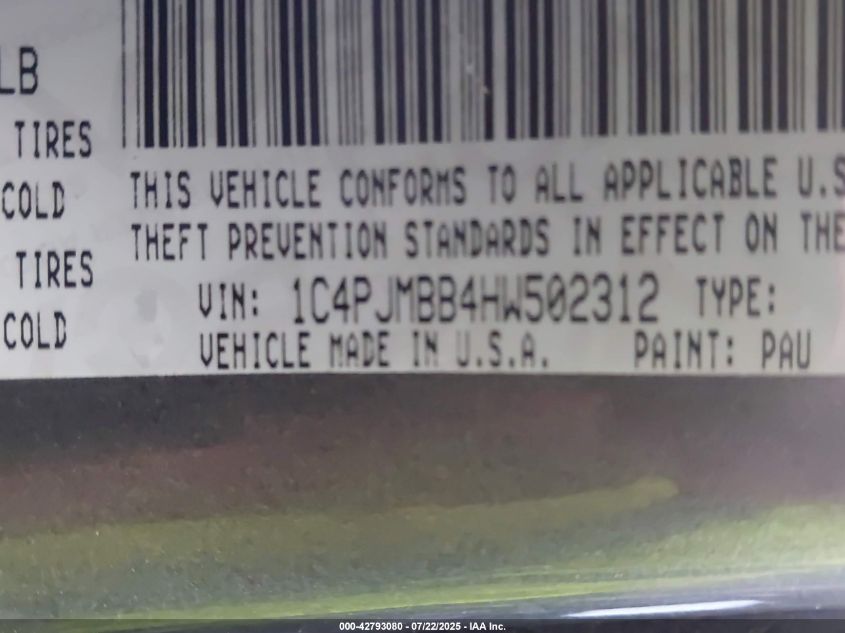 LB
TIRES
COLD
TIRES
COLD
THIS VEHICLE CONFORMS TO ALL APPLICABLE U.S
THEFT PREVENTION STANDARDS IN EFFECT ON THE
VIN: 1C4PJMBB4HW502312 TYPE:
VEHICLE MADE IN U.S.A. PAINT: PAU
000-42793080 - 07/22/2025 - IAA Inc.